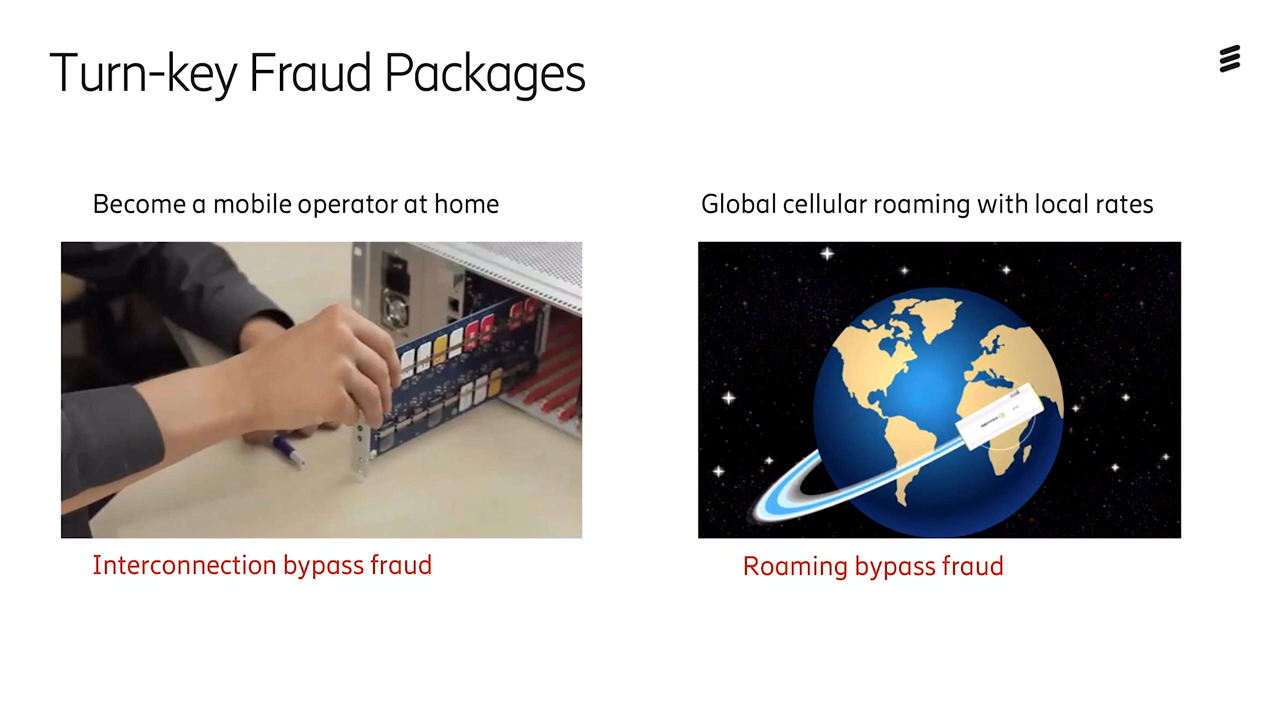 Turn-key Fraud Packages
Become a mobile operator at home
Global cellular roaming with local rates
Interconnection bypass fraud
Roaming bypass fraud